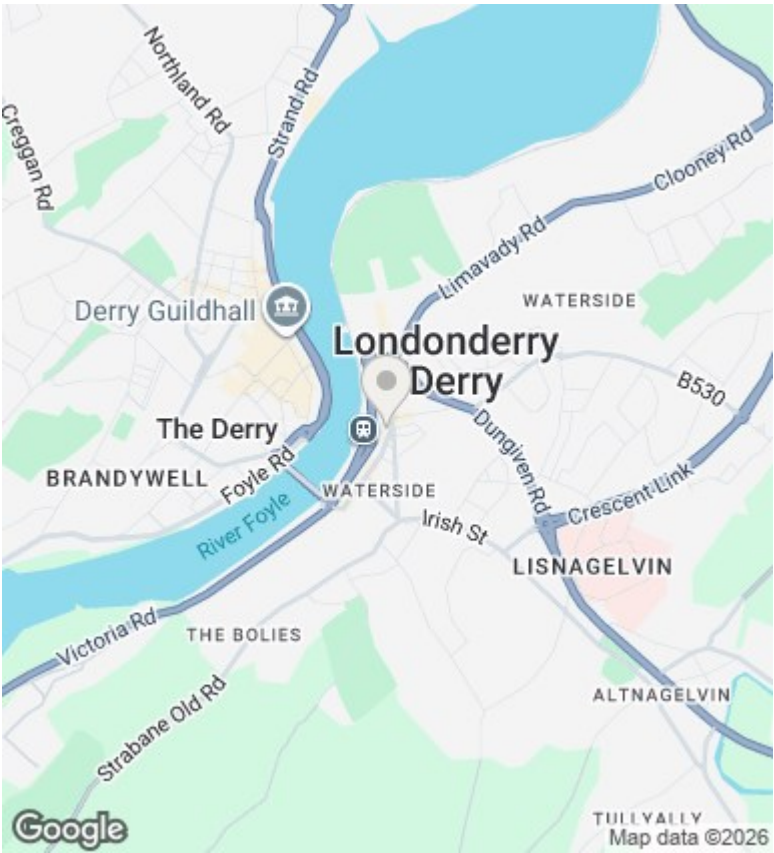 Northland Rd
Creggan Rd
Strand Rd
Clooney Rd
Limavady Rd
WATERSIDE
Derry Guildhall
Londonderry
Derry
B530
The Derry
Dungiven Rd
BRANDYWELL
Foyle Rd
WATERSIDE
Crescent Link
Irish St
River Foyle
LISNAGELVIN
Victoria Rd
THE BOLIES
Strabane Old Rd
ALTNAGELVIN
TULLYALLY
Google
Map data ©2026